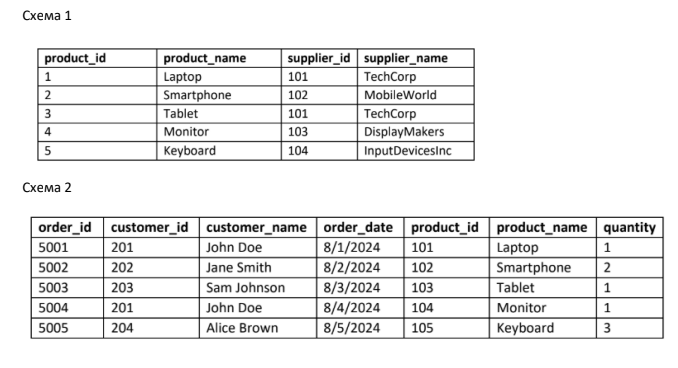 Схема 1
product_id product_name supplier_id supplier_name
1 Laptop 101 TechCorp
2 Smartphone 102 MobileWorld
3 Tablet 101 TechCorp
4 Monitor 103 DisplayMakers
5 Keyboard 104 InputDevicesInc
Схема 2
order_id customer_id customer_name order_date product_id product_name quantity
5001 201 John Doe 8/1/2024 101 Laptop 1
5002 202 Jane Smith 8/2/2024 102 Smartphone 2
5003 203 Sam Johnson 8/3/2024 103 Tablet 1
5004 201 John Doe 8/4/2024 104 Monitor 1
5005 204 Alice Brown 8/5/2024 105 Keyboard 3